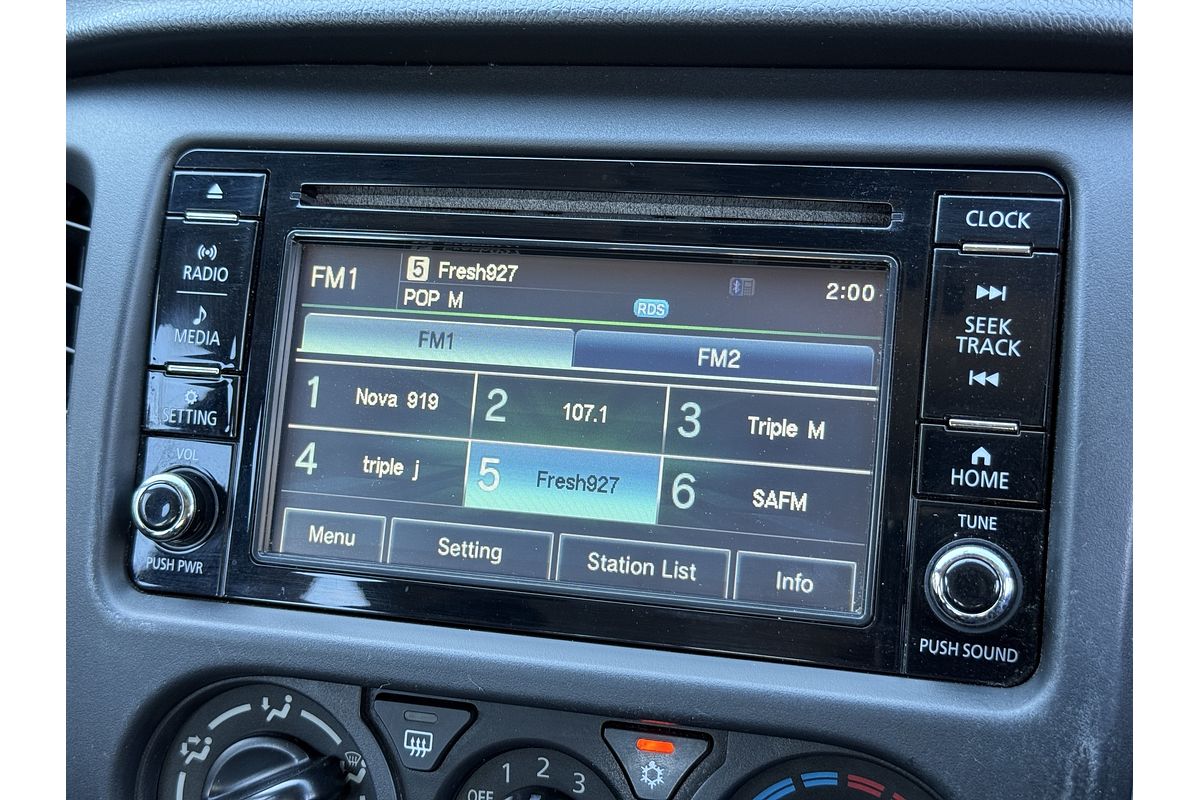 RADIO
MEDIA
SETTING
VOL
PUSH PWR
FM1
5 Fresh927
POP M
RDS
2:00
FM1
FM2
1 Nova 919
2 107.1
3 Triple M
4 triple j
5 Fresh927
6 SAFM
Menu
Setting
Station List
Info
CLOCK
SEEK
TRACK
HOME
TUNE
PUSH SOUND
OFF 1 2 3